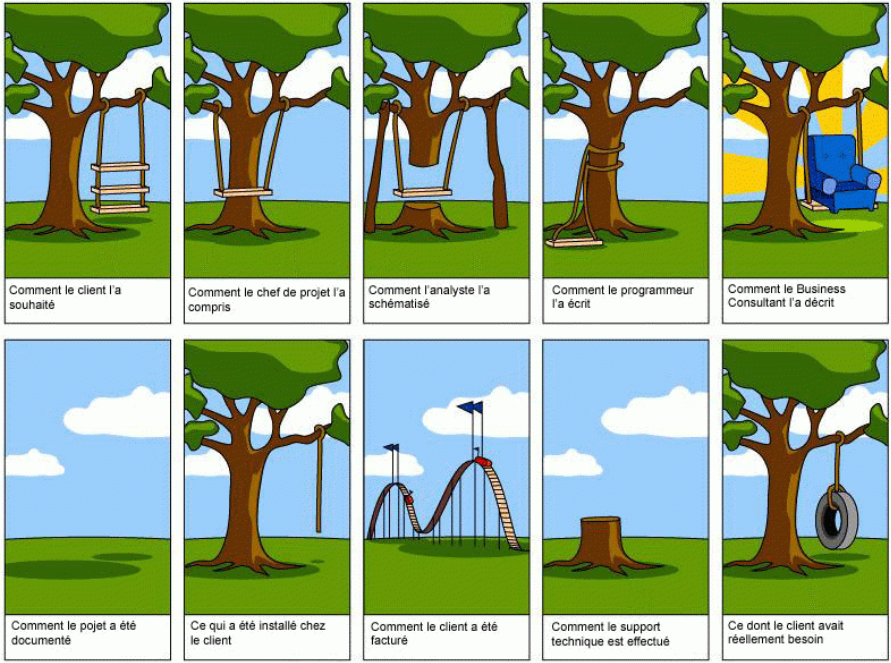 Comment le client l'a
souhaité
Comment le chef de projet l'a
compris
Comment l'analyste l'a
schématisé
Comment le programmeur
l'a écrit
Comment le Business
Consultant l'a décrit
Comment le pojet a été
documenté
Ce qui a été installé chez
le client
Comment le client a été
facturé
Comment le support
technique est effectué
Ce dont le client avait
réellement besoin